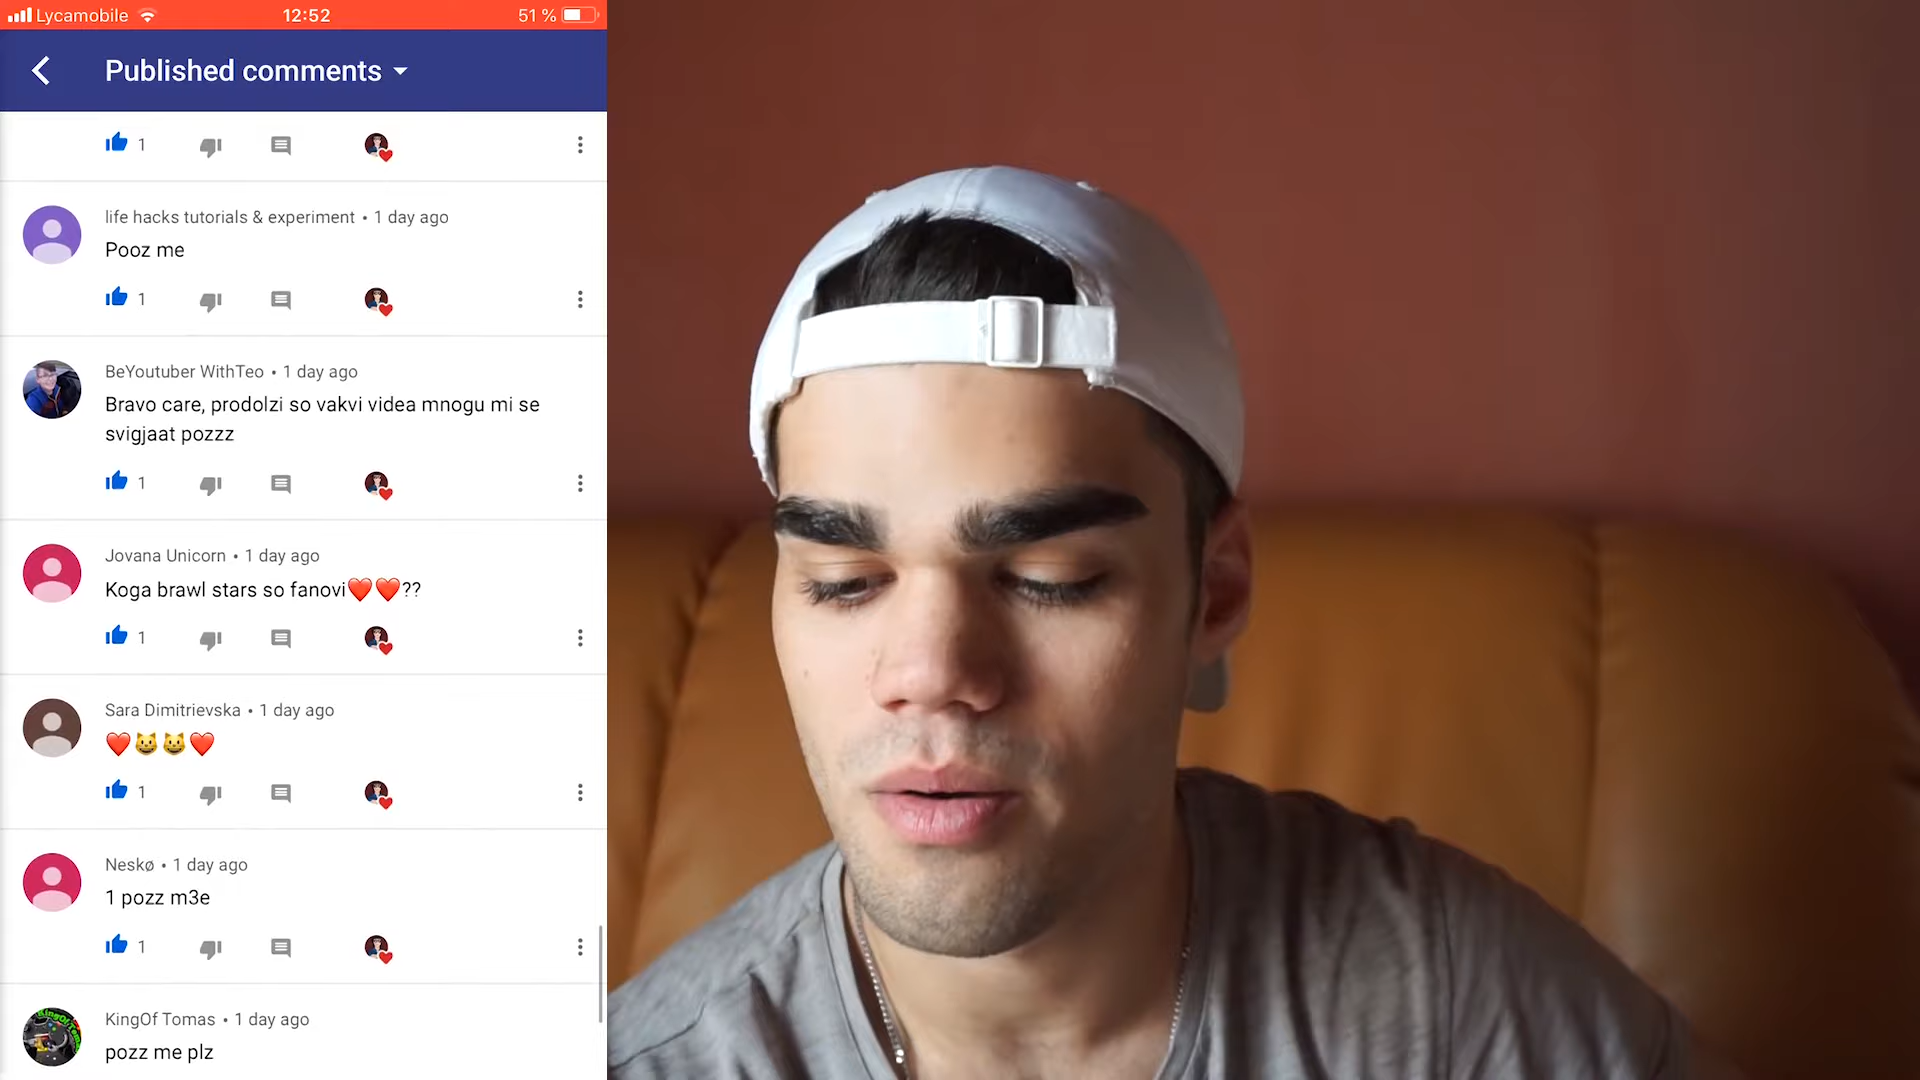 Lycamobile 12:52 51 %
Published comments
1
life hacks tutorials & experiment • 1 day ago
Pooz me
1
BeYoutuber WithTeo • 1 day ago
Bravo care, prodolzi so vakvi videa mnogu mi se
svigjaat pozzz
1
Jovana Unicorn • 1 day ago
Koga brawl stars so fanovi❤️❤️??
1
Sara Dimitrievska • 1 day ago
❤️😺😺❤️
1
Neskø • 1 day ago
1 pozz m3e
1
KingOf Tomas • 1 day ago
pozz me plz